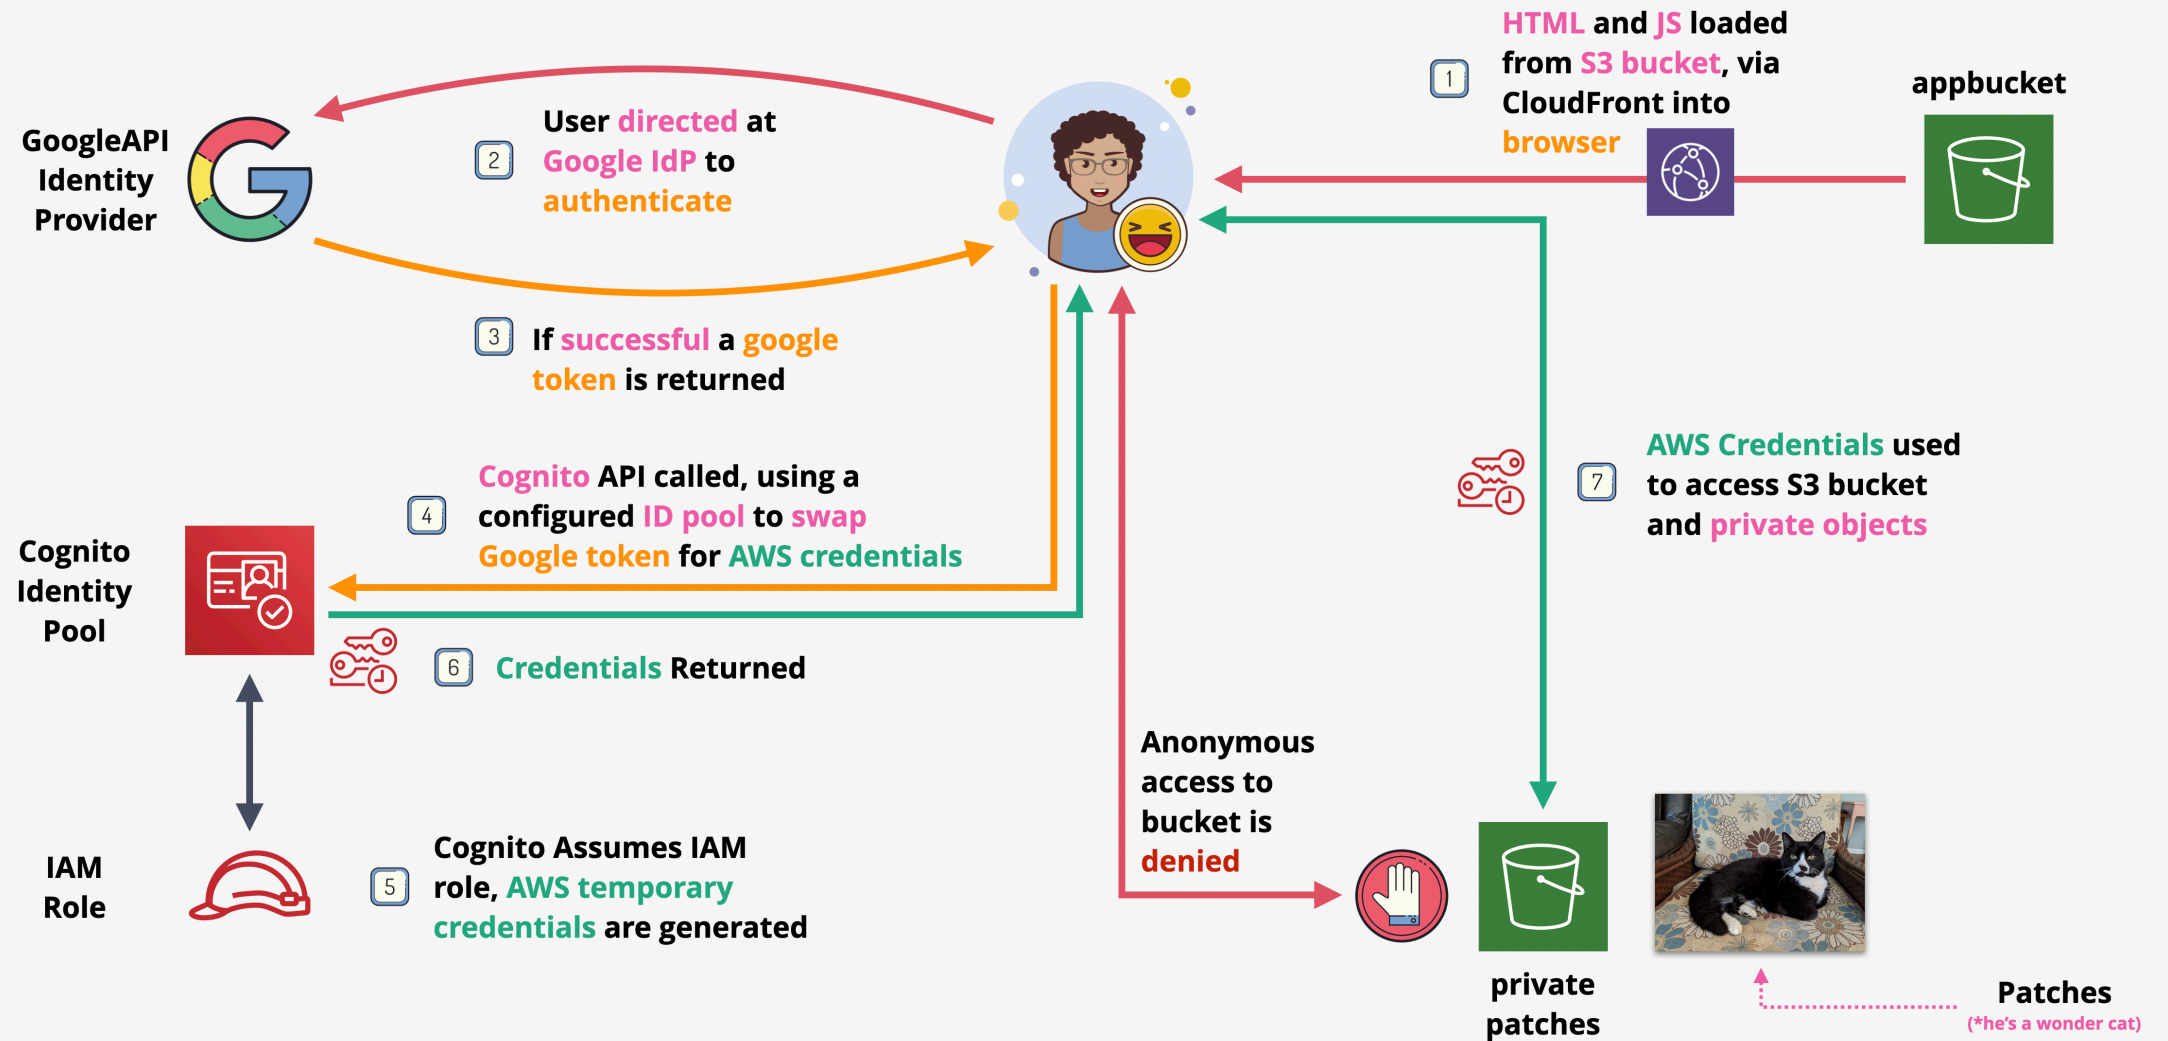 1
HTML and JS loaded
from S3 bucket, via
CloudFront into
browser
appbucket
GoogleAPI
Identity
Provider
2
User directed at
Google IdP to
authenticate
3
If successful a google
token is returned
4
Cognito API called, using a
configured ID pool to swap
Google token for AWS credentials
Cognito
Identity
Pool
6
Credentials Returned
7
AWS Credentials used
to access S3 bucket
and private objects
IAM
Role
5
Cognito Assumes IAM
role, AWS temporary
credentials are generated
Anonymous
access to
bucket is
denied
private
patches
Patches
(*he's a wonder cat)